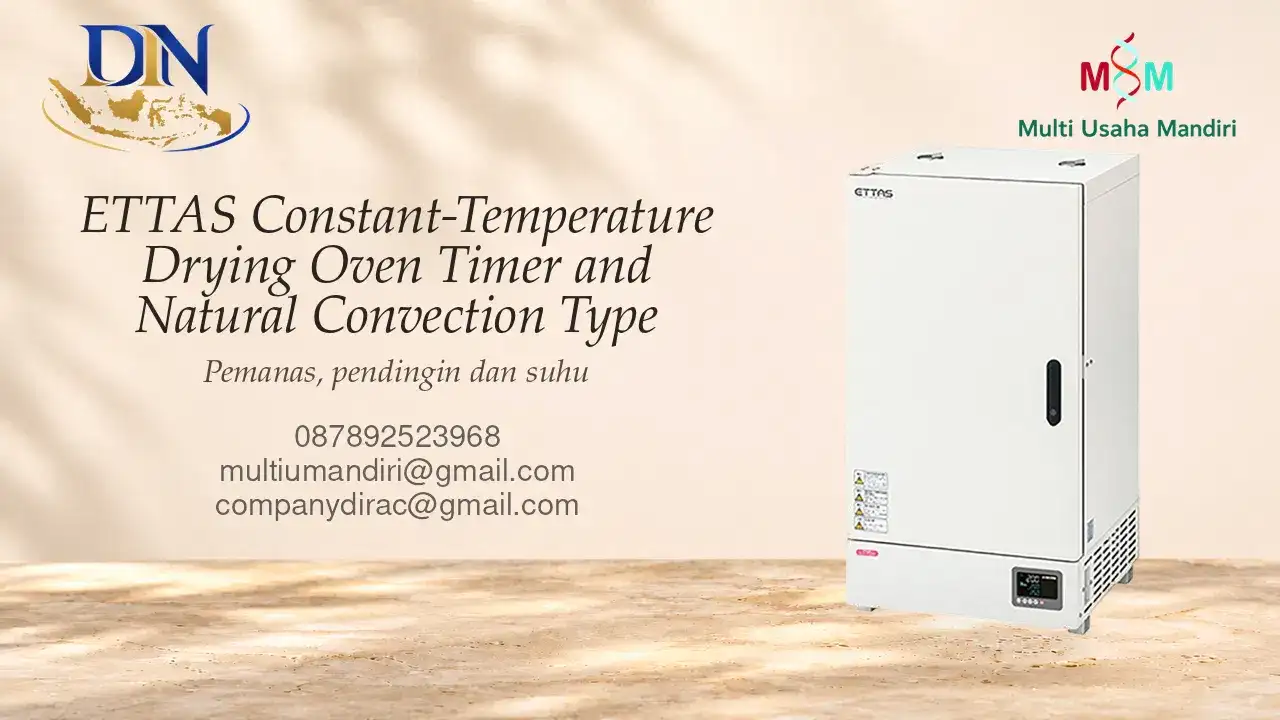 DIN
MSM
Multi Usaha Mandiri
ETTAS
ETTAS Constant-Temperature
Drying Oven Timer and
Natural Convection Type
Pemanas, pendingin dan suhu
087892523968
multiumandiri@gmail.com
companydirac@gmail.com